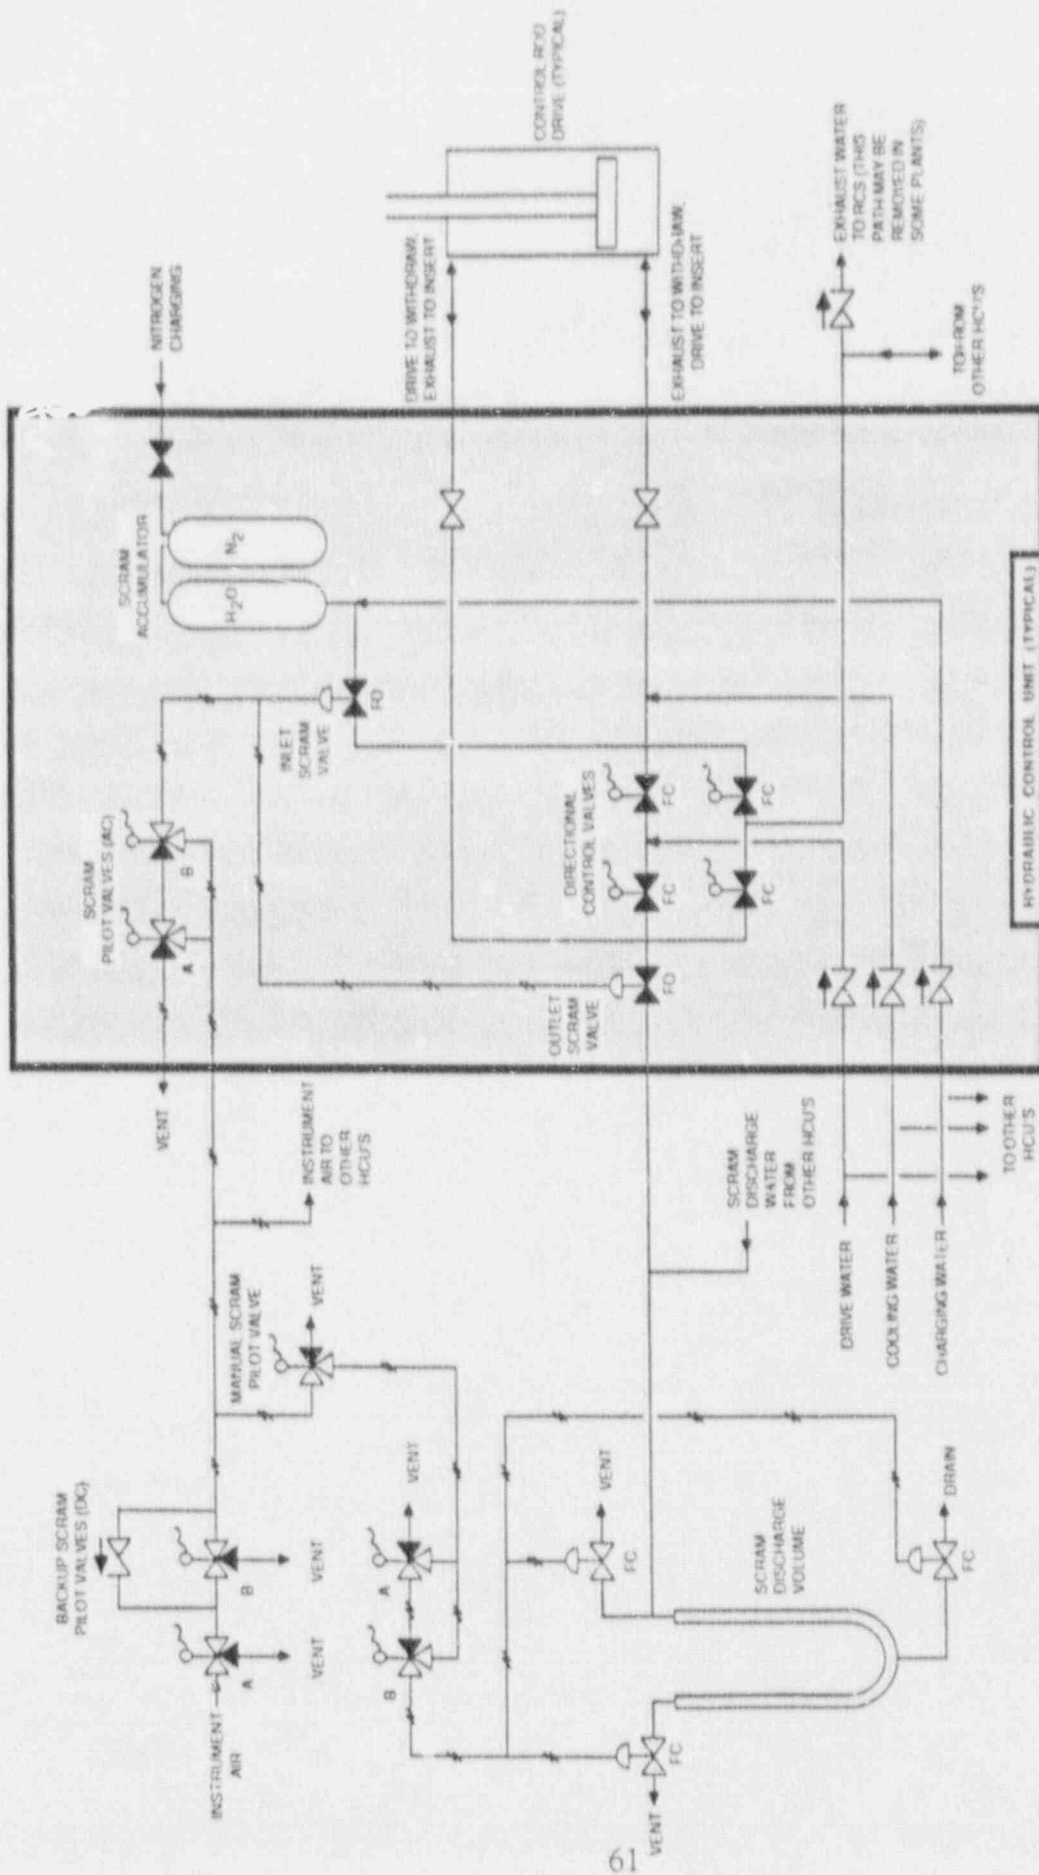 BACKUP SCRAM
PILOT VALVES (DC)
INSTRUMENT
AIR
A
B
VENT
VENT
MANUAL SCRAM
PILOT VALVE
VENT
INSTRUMENT
AIR TO
OTHER
HCU'S
VENT
SCRAM
PILOT VALVES (AC)
A
B
SCRAM
ACCUMULATOR
H2O
N2
NITROGEN
CHARGING
B
A
VENT
INLET
SCRAM
VALVE
FO
DRIVE TO WITHDRAW,
EXHAUST TO INSERT
CONTROL ROD
DRIVE (TYPICAL)
VENT
FC
VENT
FC
SCRAM
DISCHARGE
VOLUME
FC
DRAIN
SCRAM
DISCHARGE
WATER
FROM
OTHER HCU'S
OUTLET
SCRAM
VALVE
FO
DIRECTIONAL
CONTROL VALVES
FC
FC
FC
FC
EXHAUST TO WITHDRAW,
DRIVE TO INSERT
DRIVE WATER
COOLING WATER
CHARGING WATER
TO OTHER
HCU'S
EXHAUST WATER
TO RCS (THIS
PATH MAY BE
REMOVED IN
SOME PLANTS)
TO/FROM
OTHER HCU'S
HYDRAULIC CONTROL UNIT (TYPICAL)
61